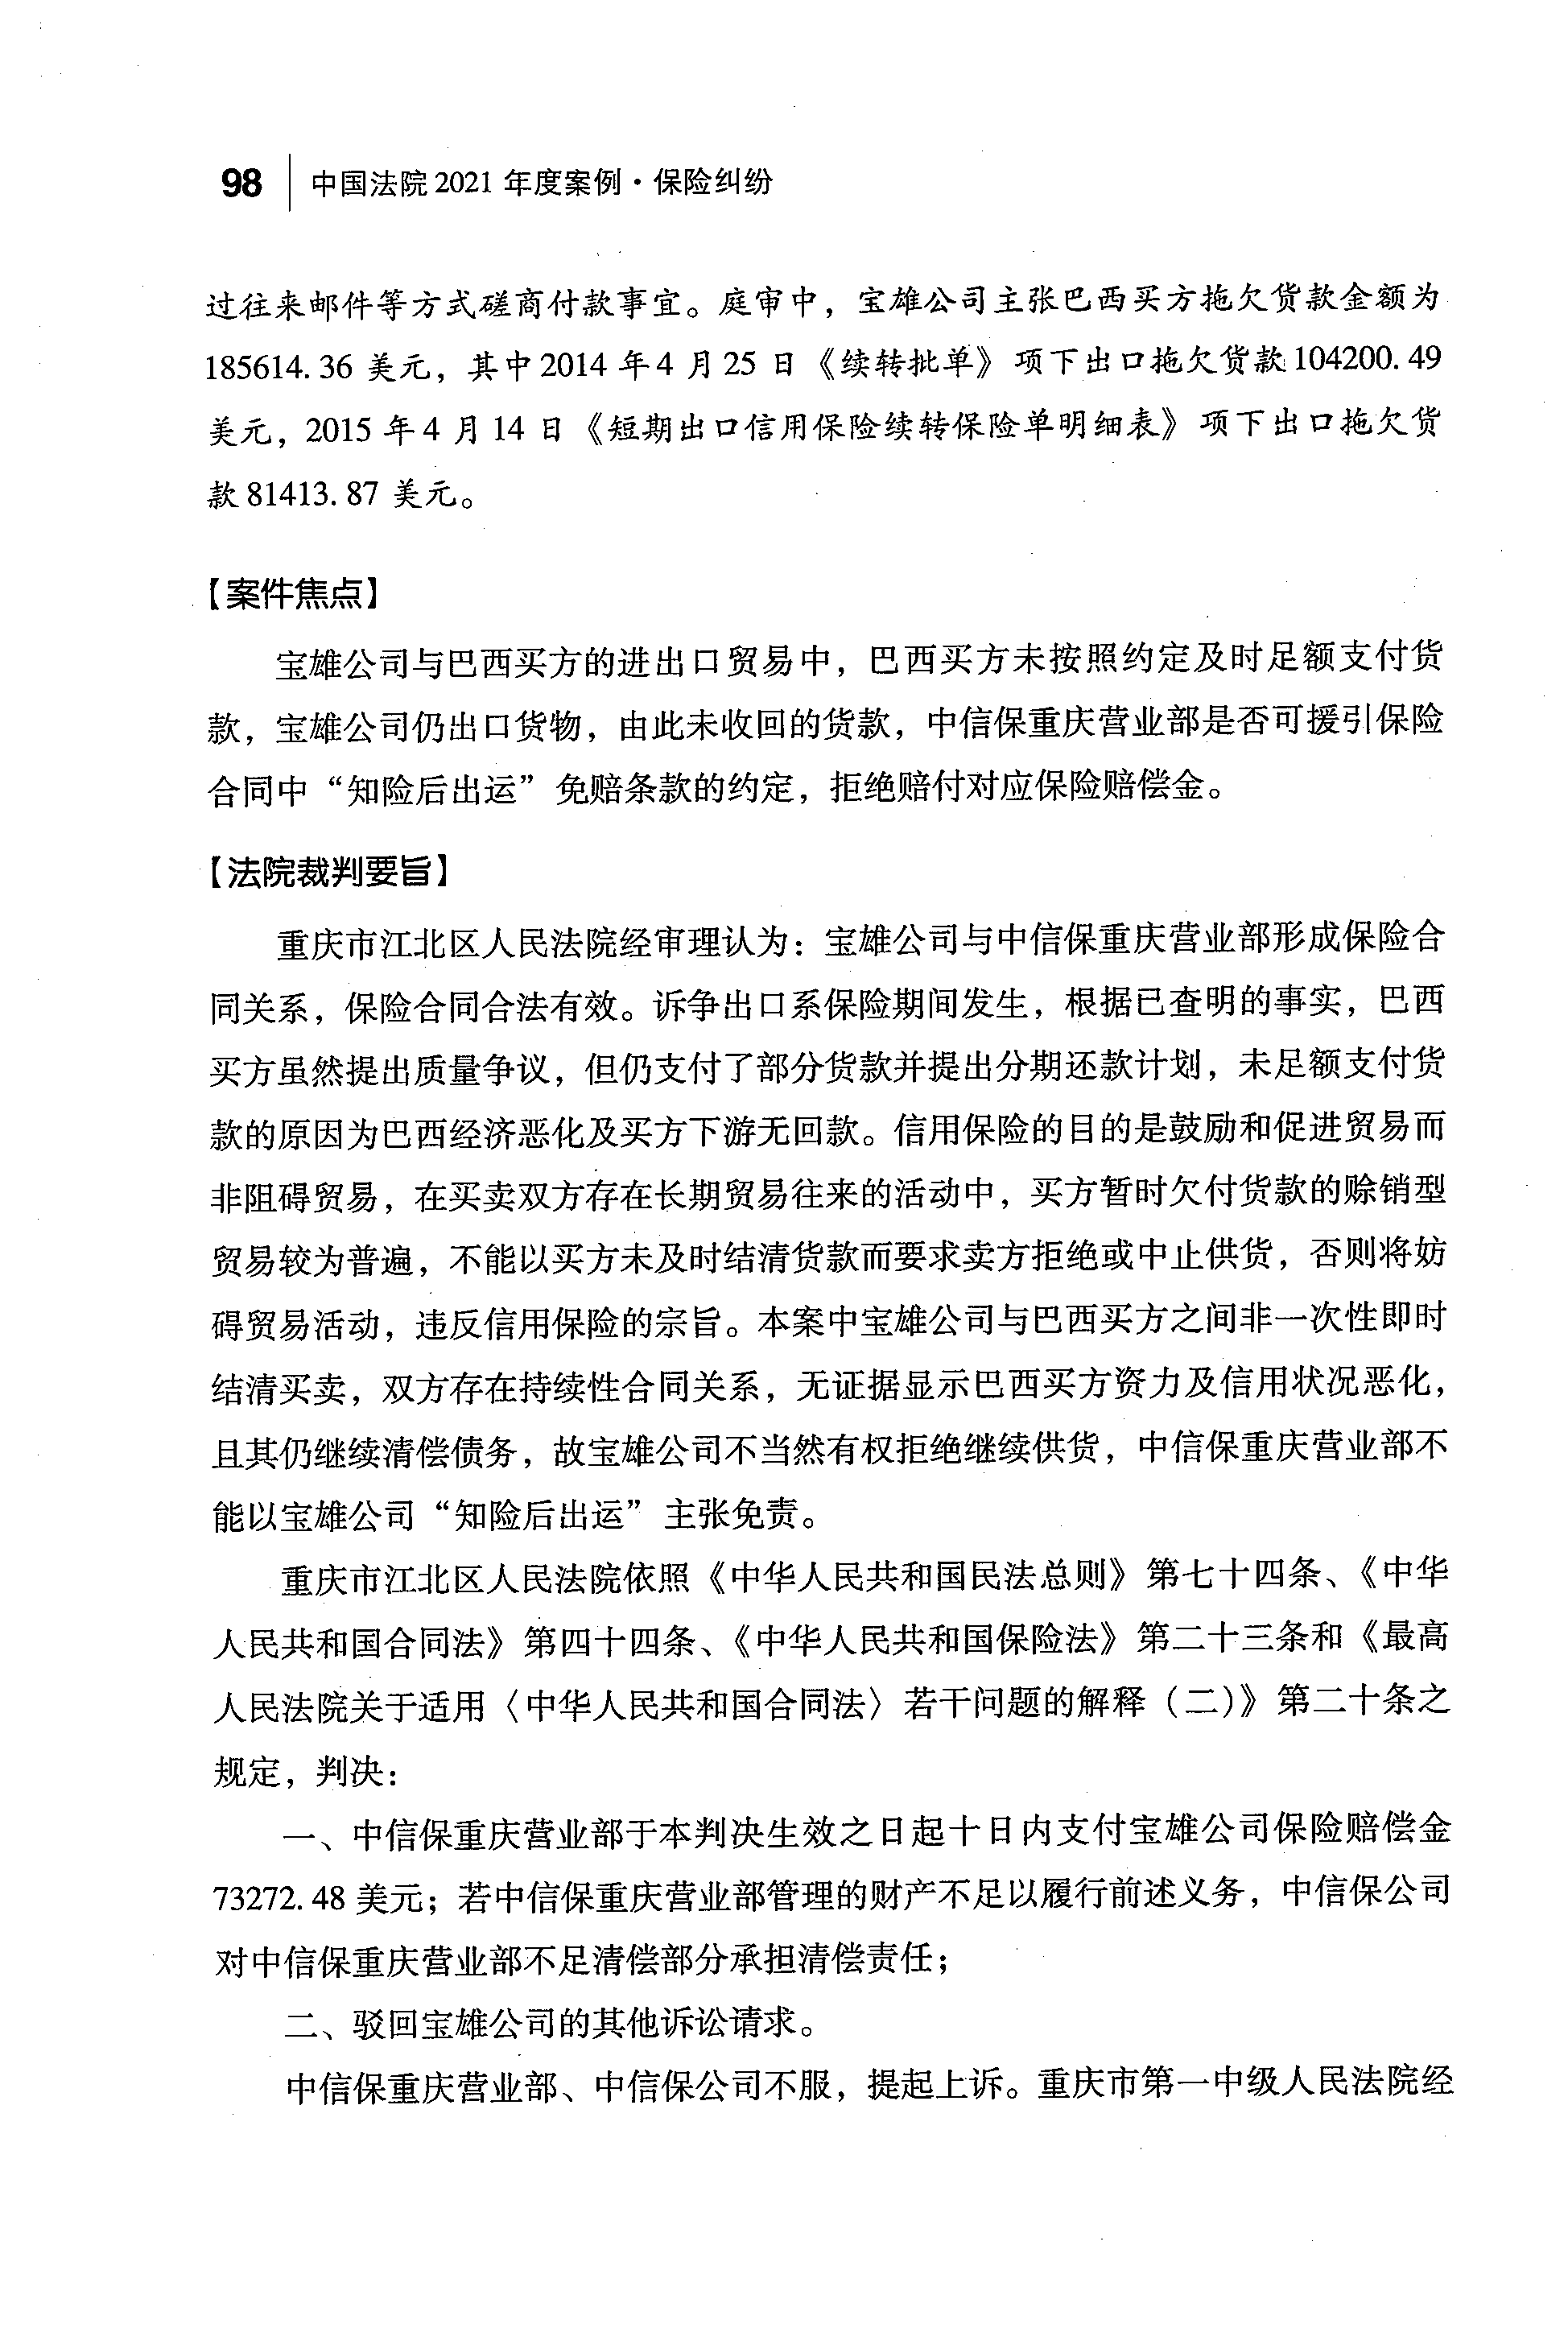 98 中国法院2021年度案例·保险纠纷
过往来邮件等方式磋商付款事宜。庭审中，宝雄公司主张巴西买方拖欠货款金额为
185614.36美元，其中2014年4月25日《续转批单》项下出口拖欠货款104200.49
美元，2015年4月14日《短期出口信用保险续转保险单明细表》项下出口拖欠货
款81413.87美元。
【案件焦点】
宝雄公司与巴西买方的进出口贸易中，巴西买方未按照约定及时足额支付货
款，宝雄公司仍出口货物，由此未收回的货款，中信保重庆营业部是否可援引保险
合同中“知险后出运”免赔条款的约定，拒绝赔付对应保险赔偿金。
【法院裁判要旨】
重庆市江北区人民法院经审理认为：宝雄公司与中信保重庆营业部形成保险合
同关系，保险合同合法有效。诉争出口系保险期间发生，根据已查明的事实，巴西
买方虽然提出质量争议，但仍支付了部分货款并提出分期还款计划，未足额支付货
款的原因为巴西经济恶化及买方下游无回款。信用保险的目的是鼓励和促进贸易而
非阻碍贸易，在买卖双方存在长期贸易往来的活动中，买方暂时欠付货款的赊销型
贸易较为普遍，不能以买方未及时结清货款而要求卖方拒绝或中止供货，否则将妨
碍贸易活动，违反信用保险的宗旨。本案中宝雄公司与巴西买方之间非一次性即时
结清买卖，双方存在持续性合同关系，无证据显示巴西买方资力及信用状况恶化，
且其仍继续清偿债务，故宝雄公司不当然有权拒绝继续供货，中信保重庆营业部不
能以宝雄公司“知险后出运”主张免责。
重庆市江北区人民法院依照《中华人民共和国民法总则》第七十四条、《中华
人民共和国合同法》第四十四条、《中华人民共和国保险法》第二十三条和《最高
人民法院关于适用〈中华人民共和国合同法〉若干问题的解释（二）》第二十条之
规定，判决：
一、中信保重庆营业部于本判决生效之日起十日内支付宝雄公司保险赔偿金
73272.48美元；若中信保重庆营业部管理的财产不足以履行前述义务，中信保公司
对中信保重庆营业部不足清偿部分承担清偿责任；
二、驳回宝雄公司的其他诉讼请求。
中信保重庆营业部、中信保公司不服，提起上诉。重庆市第一中级人民法院经